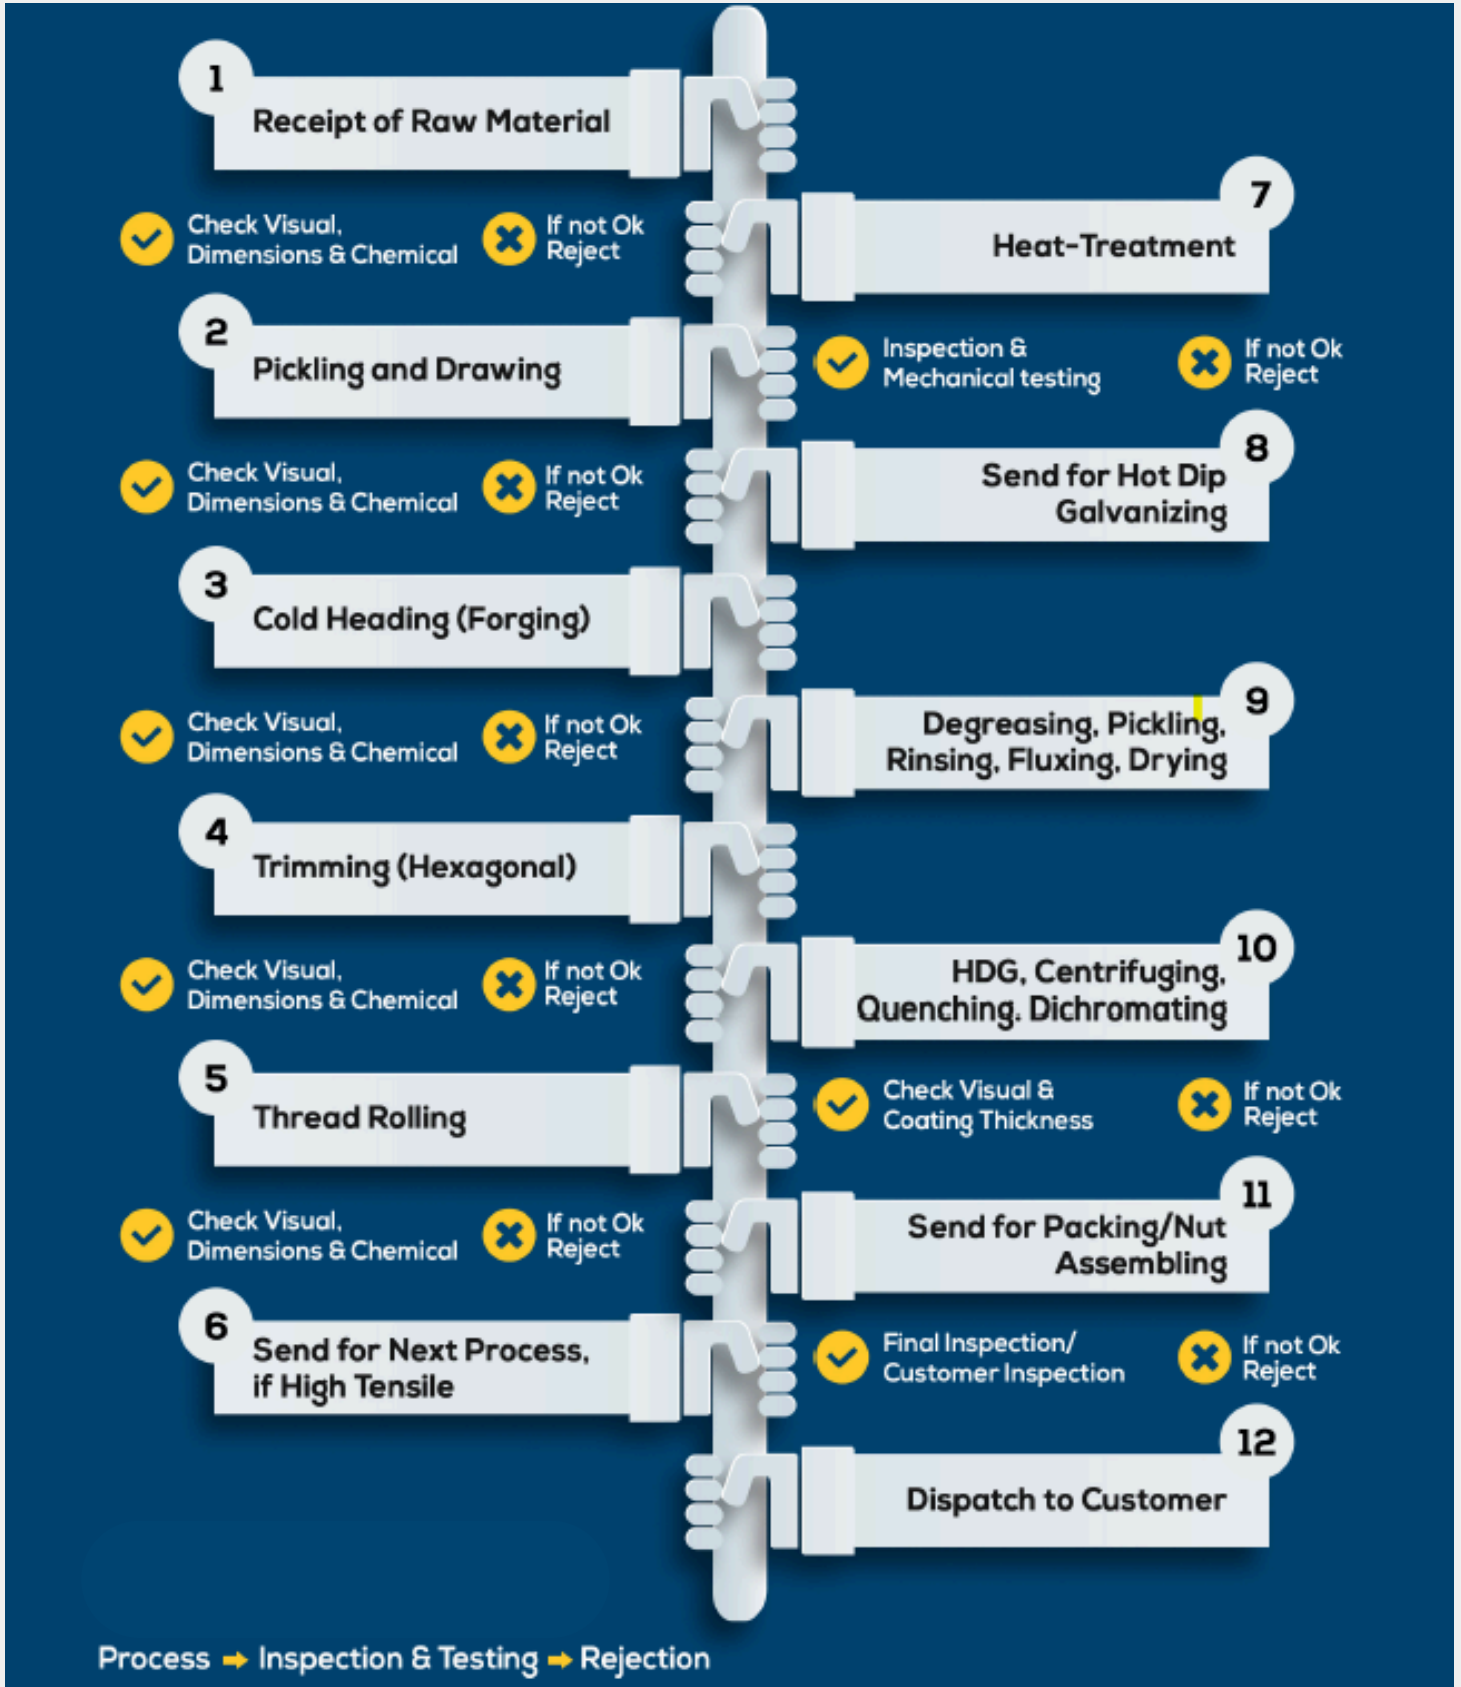 1
Receipt of Raw Material
Check Visual,
Dimensions & Chemical
If not Ok
Reject
2
Pickling and Drawing
Check Visual,
Dimensions & Chemical
If not Ok
Reject
3
Cold Heading (Forging)
Check Visual,
Dimensions & Chemical
If not Ok
Reject
4
Trimming (Hexagonal)
Check Visual,
Dimensions & Chemical
If not Ok
Reject
5
Thread Rolling
Check Visual,
Dimensions & Chemical
If not Ok
Reject
6
Send for Next Process,
if High Tensile
7
Heat-Treatment
Inspection &
Mechanical testing
If not Ok
Reject
8
Send for Hot Dip
Galvanizing
9
Degreasing, Pickling,
Rinsing, Fluxing, Drying
10
HDG, Centrifuging,
Quenching. Dichromating
Check Visual &
Coating Thickness
If not Ok
Reject
11
Send for Packing/Nut
Assembling
Final Inspection/
Customer Inspection
If not Ok
Reject
12
Dispatch to Customer
Process ➡ Inspection & Testing ➡ Rejection